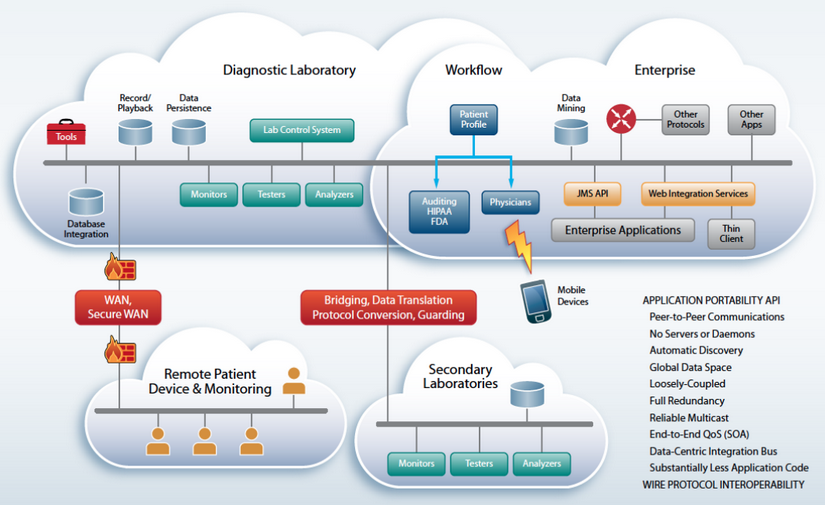 Diagnostic Laboratory
Workflow
Enterprise
Record/
Playback
Data
Persistence
Data
Mining
Tools
Lab Control System
Patient
Profile
Other
Protocols
Other
Apps
Database
Integration
Monitors
Testers
Analyzers
Auditing
HIPAA
FDA
Physicians
JMS API
Web Integration Services
Enterprise Applications
Thin
Client
WAN,
Secure WAN
Bridging, Data Translation
Protocol Conversion, Guarding
Mobile
Devices
Remote Patient
Device & Monitoring
Secondary
Laboratories
Monitors
Testers
Analyzers
APPLICATION PORTABILITY API
Peer-to-Peer Communications
No Servers or Daemons
Automatic Discovery
Global Data Space
Loosely-Coupled
Full Redundancy
Reliable Multicast
End-to-End QoS (SOA)
Data-Centric Integration Bus
Substantially Less Application Code
WIRE PROTOCOL INTEROPERABILITY